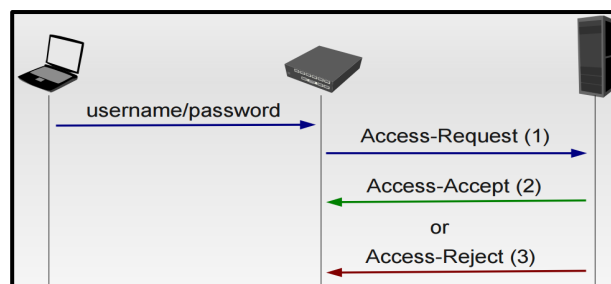 username/password
Access-Request (1)
Access-Accept (2)
or
Access-Reject (3)